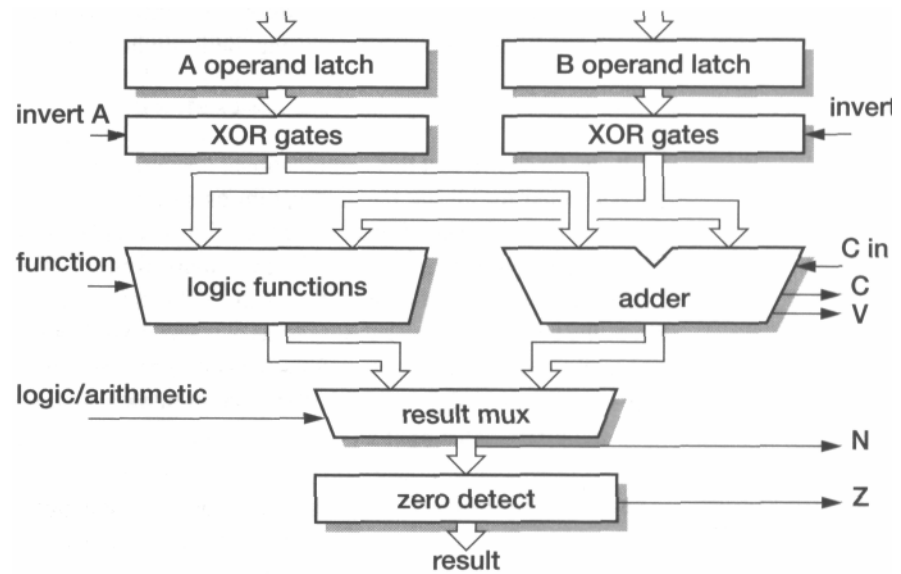 A operand latch
B operand latch
invert A
XOR gates
XOR gates
invert
function
logic functions
adder
C in
C
V
logic/arithmetic
result mux
N
zero detect
Z
result